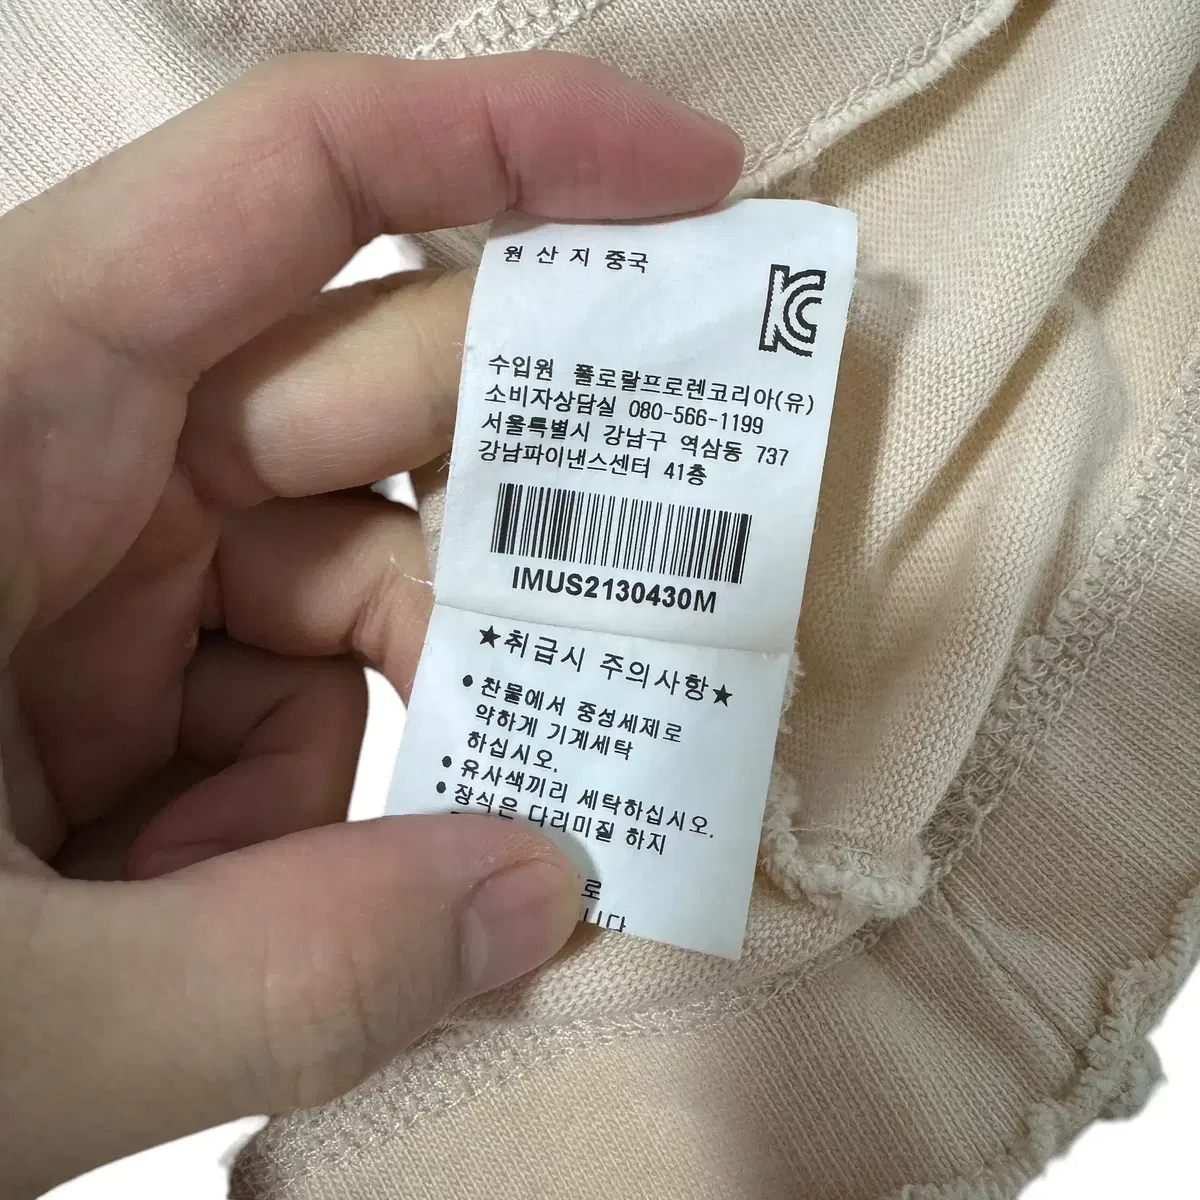 원 산 지 중국
KC
수입원 폴로랄프로렌코리아(유)
소비자상담실 080-566-1199
서울특별시 강남구 역삼동 737
강남파이낸스센터 41층
IMUS2130430M
★취급시 주의사항★
• 찬물에서 중성세제로
약하게 기계세탁
하십시오.
• 유사색끼리 세탁하십시오.
• 장식은 다리미질 하지
로
니다